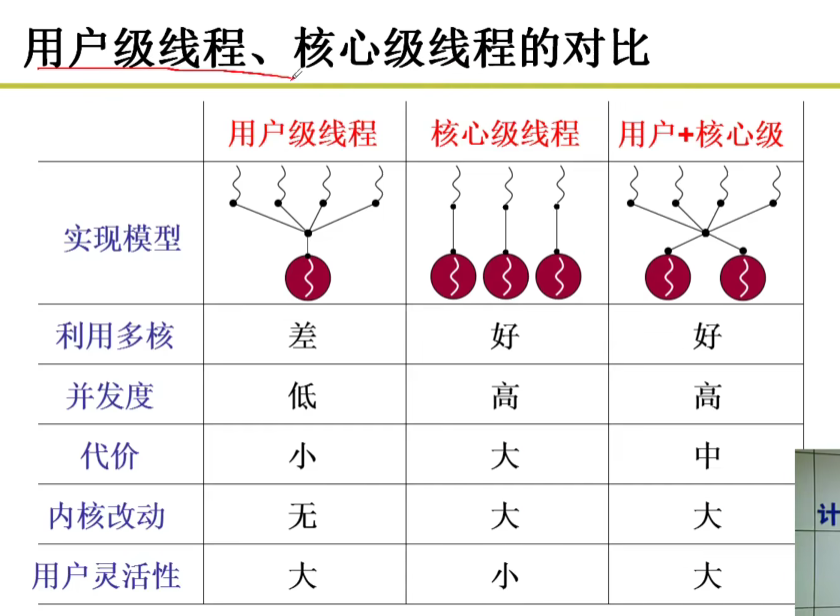 用户级线程、核心级线程的对比
用户级线程 核心级线程 用户+核心级
实现模型
利用多核 差 好 好
并发度 低 高 高
代价 小 大 中
内核改动 无 大 大
用户灵活性 大 小 大
计